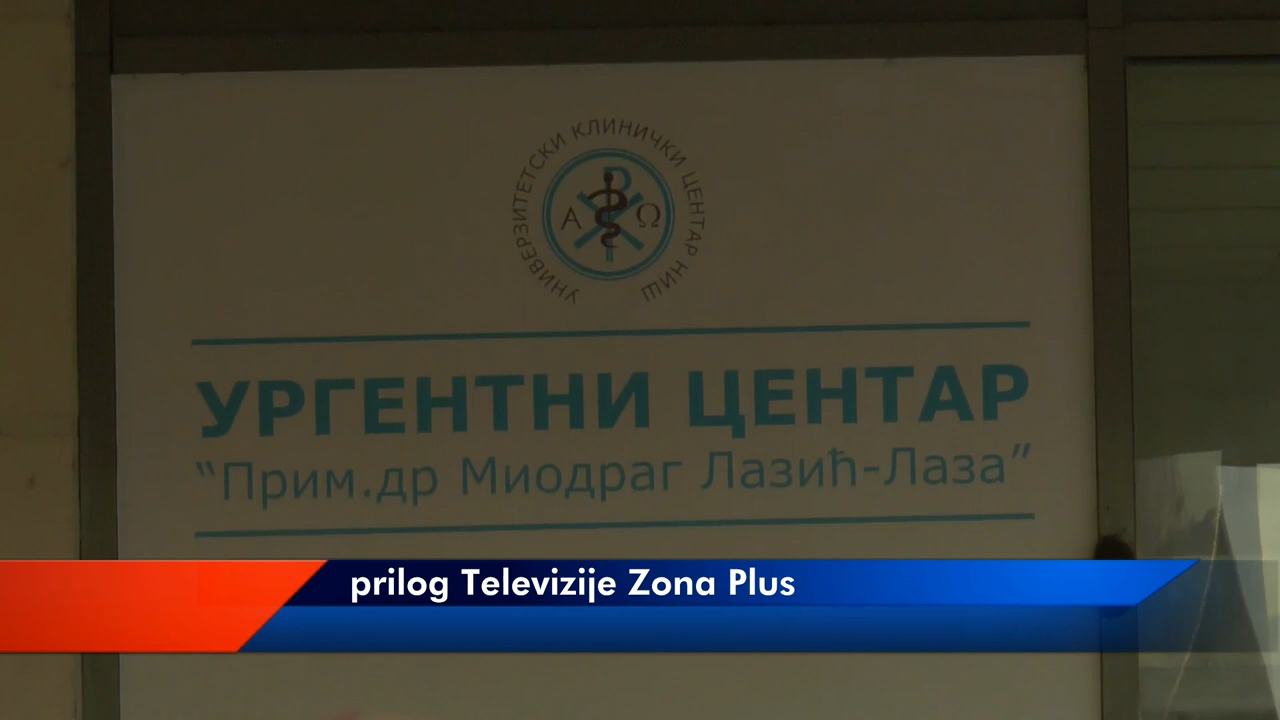 УНИВЕРЗИТЕТСКИ КЛИНИЧКИ ЦЕНТАР НИШ
Α Ω
УРГЕНТНИ ЦЕНТАР
“Прим.др Миодраг Лазић-Лаза”
prilog Televizije Zona Plus